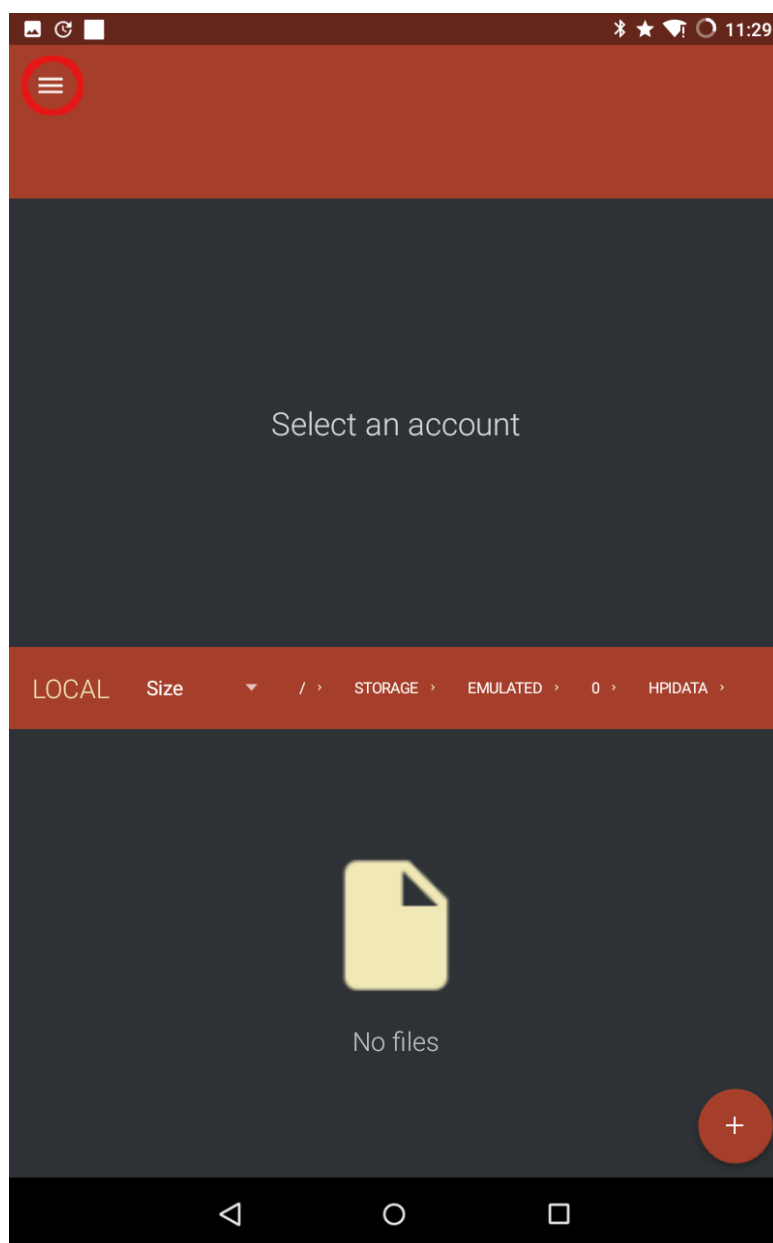 11:29
Select an account
LOCAL Size / › STORAGE › EMULATED › 0 › HPIDATA ›
No files